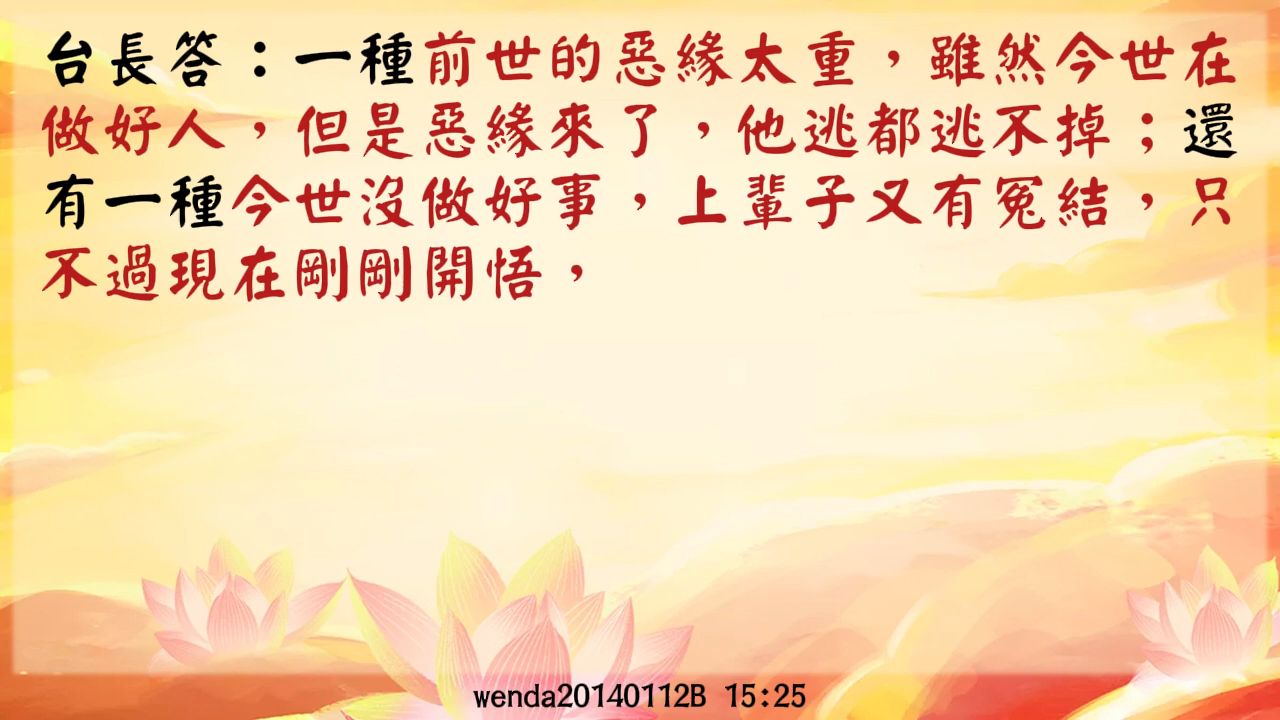 台長答：一種前世的惡緣太重，雖然今世在
做好人，但是惡緣來了，他逃都逃不掉；還
有一種今世沒做好事，上輩子又有冤結，只
不過現在剛剛開悟，
wenda20140112B 15:25